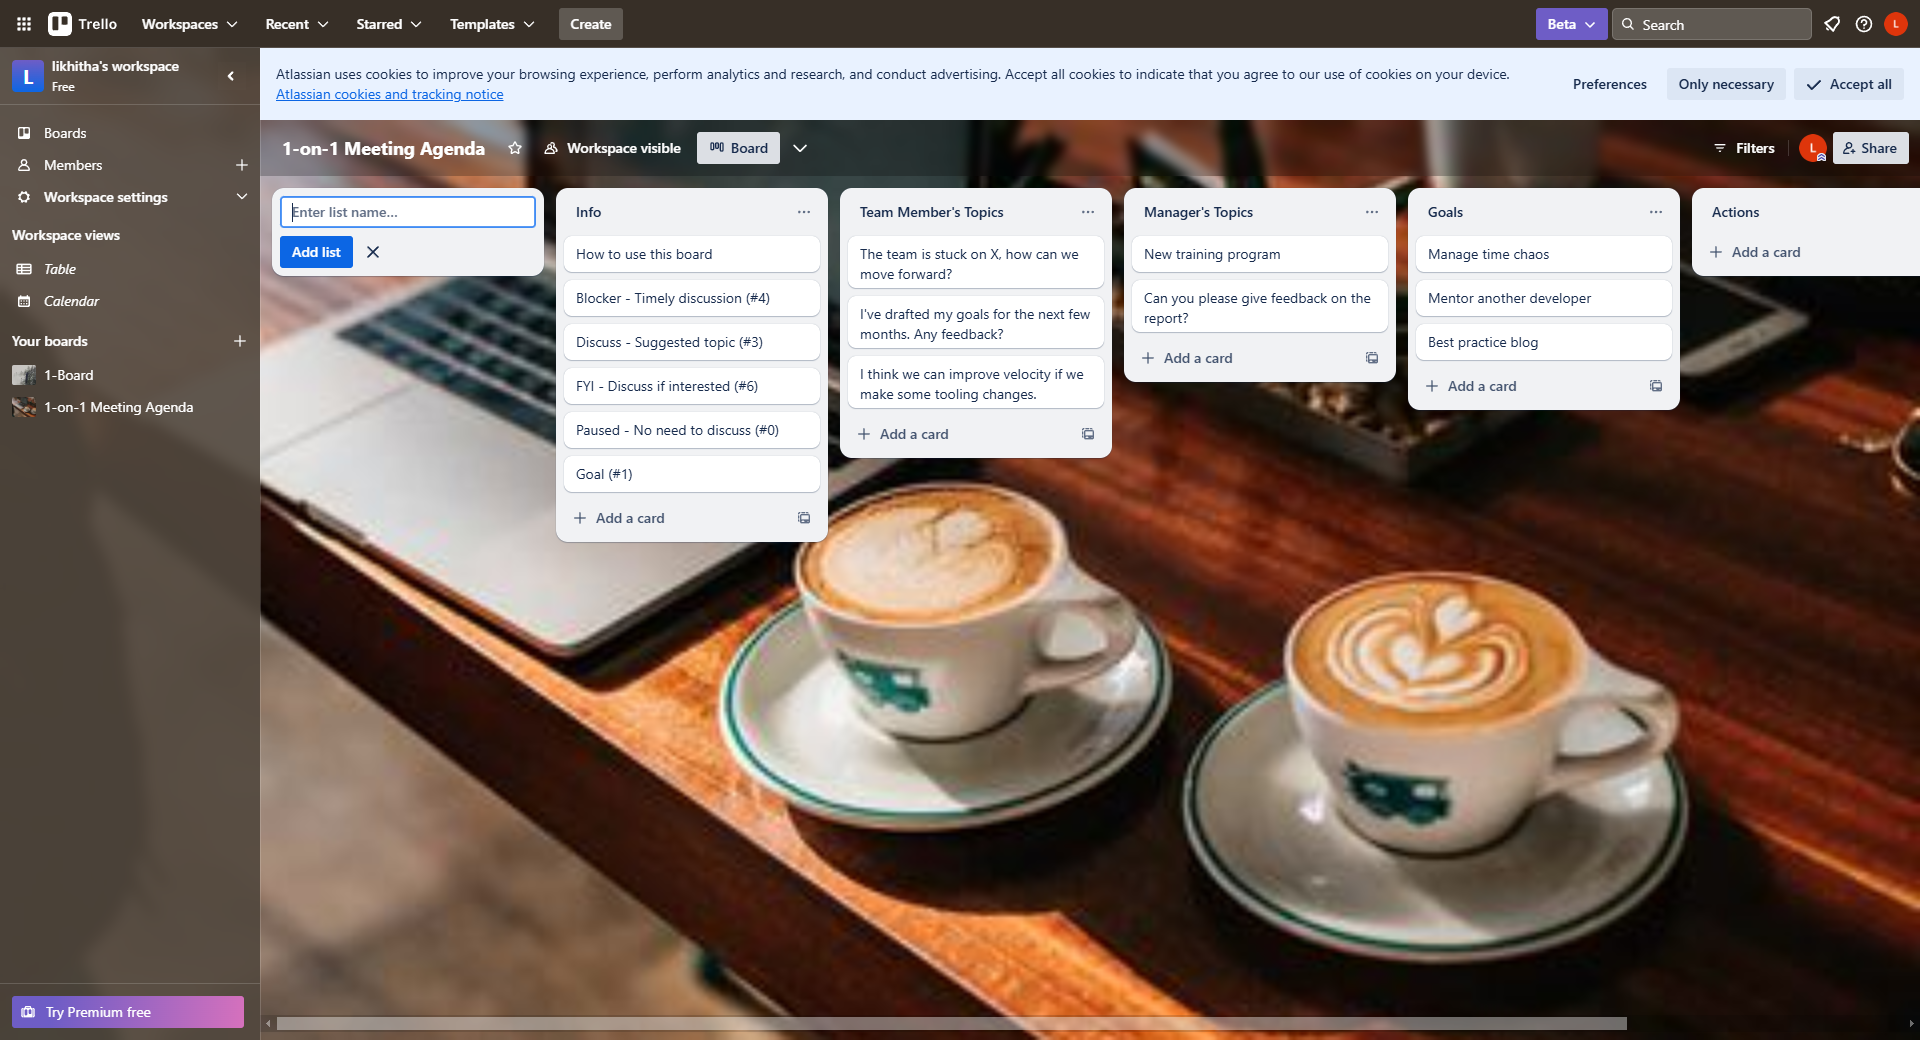 Trello
Workspaces
Recent
Starred
Templates
Create
Beta
Search
L
L
likhitha's workspace
Free
Boards
Members
Workspace settings
Workspace views
Table
Calendar
Your boards
1-Board
1-on-1 Meeting Agenda
Try Premium free
Atlassian uses cookies to improve your browsing experience, perform analytics and research, and conduct advertising. Accept all cookies to indicate that you agree to our use of cookies on your device.
Atlassian cookies and tracking notice
Preferences
Only necessary
Accept all
1-on-1 Meeting Agenda
Workspace visible
Board
Filters
L
Share
Enter list name...
Add list
Info
How to use this board
Blocker - Timely discussion (#4)
Discuss - Suggested topic (#3)
FYI - Discuss if interested (#6)
Paused - No need to discuss (#0)
Goal (#1)
Add a card
Team Member's Topics
The team is stuck on X, how can we
move forward?
I've drafted my goals for the next few
months. Any feedback?
I think we can improve velocity if we
make some tooling changes.
Add a card
Manager's Topics
New training program
Can you please give feedback on the
report?
Add a card
Goals
Manage time chaos
Mentor another developer
Best practice blog
Add a card
Actions
Add a card